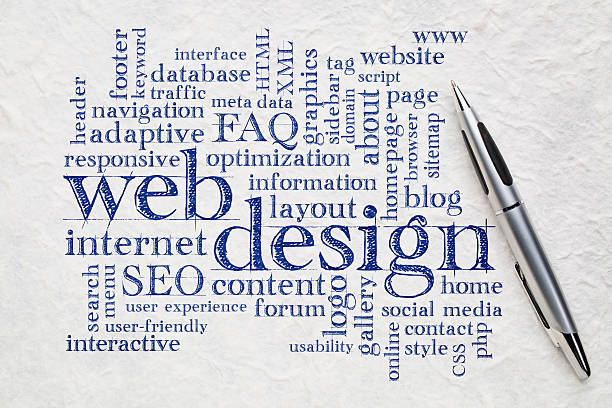 www
website
HTML
XML
interface
footer
keyword
database
graphics
tag
script
header
traffic
meta data
sidebar
domain
about
page
navigation
adaptive
FAQ
homepage
browser
sitemap
responsive
optimization
web
information
blog
layout
internet
design
search
menu
SEO
content
home
user experience
forum
logo
gallery
social media
user-friendly
contact
interactive
usability
online
style
CSS
php